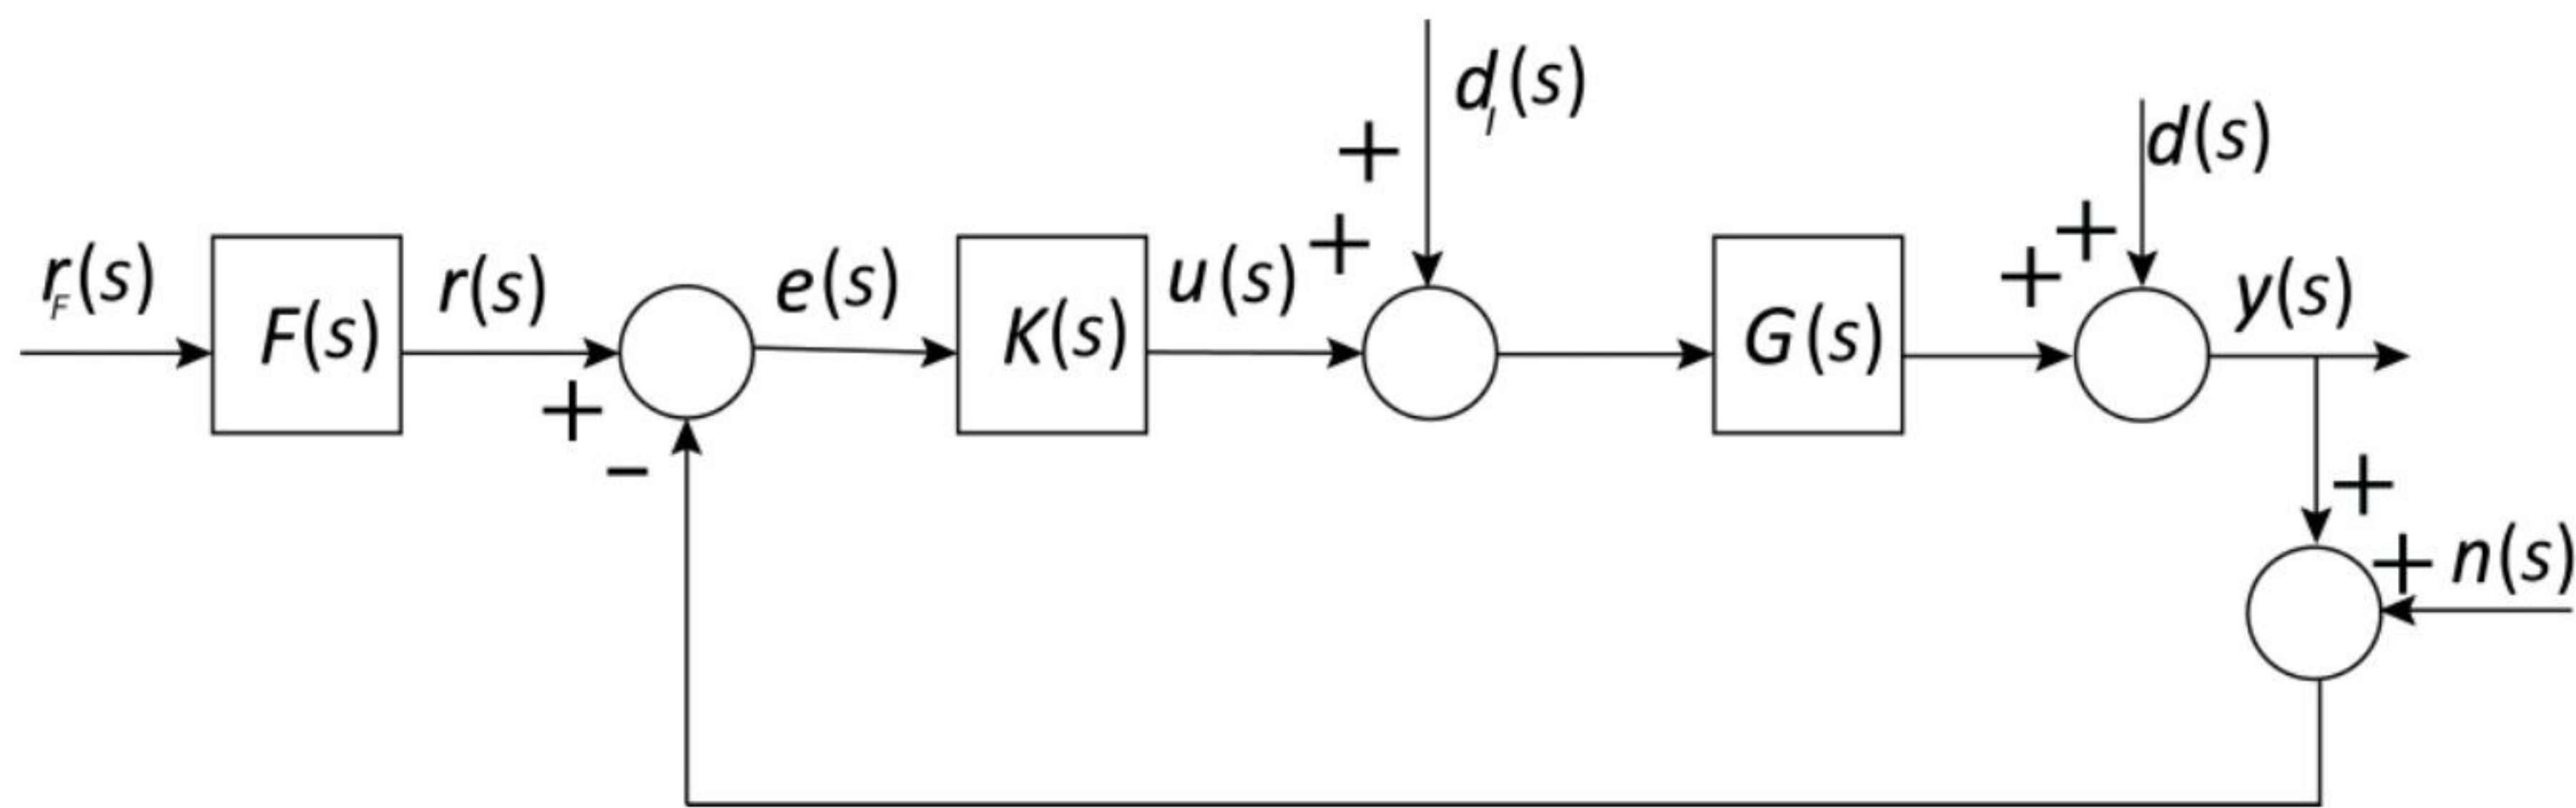 d_I(s)
d(s)
+
+
+
+
r_F(s)
F(s)
r(s)
e(s)
K(s)
u(s)
G(s)
y(s)
+
−
+
+
n(s)